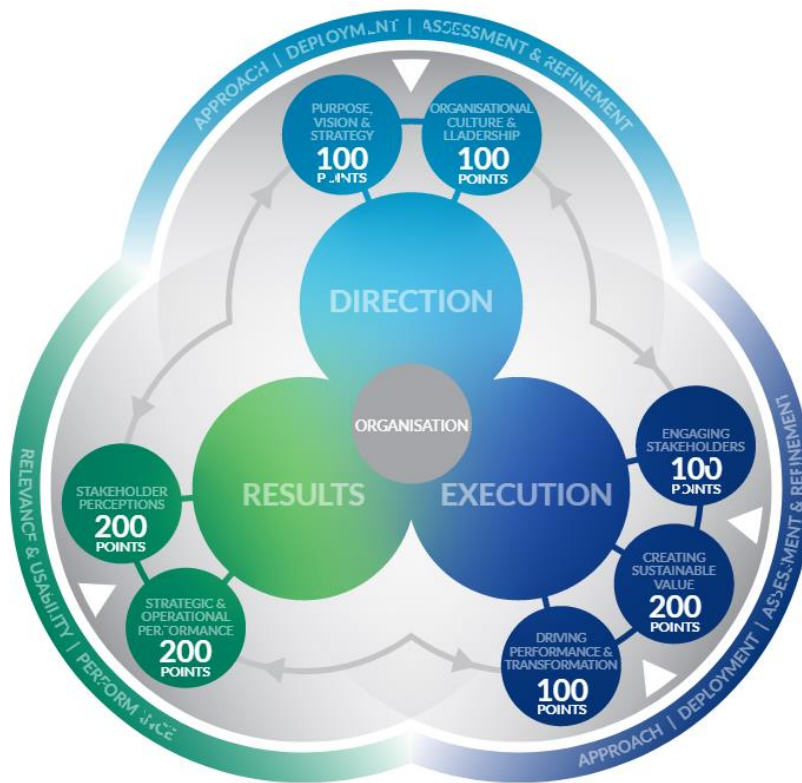 APPROACH | DEPLOYMENT | ASSESSMENT & REFINEMENT
PURPOSE,
VISION &
STRATEGY
100
POINTS
ORGANISATIONAL
CULTURE &
LLADERSHIP
100
POINTS
DIRECTION
ORGANISATION
RESULTS
EXECUTION
ENGAGING
STAKEHOLDERS
100
POINTS
CREATING
SUSTAINABLE
VALUE
200
POINTS
DRIVING
PERFORMANCE &
TRANSFORMATION
100
POINTS
STAKEHOLDER
PERCEPTIONS
200
POINTS
STRATEGIC &
OPERATIONAL
PERFORMANCE
200
POINTS
RELEVANCE & USABILITY | PERFORMANCE
APPROACH | DEPLOYMENT | ASSESSMENT & REFINEMENT